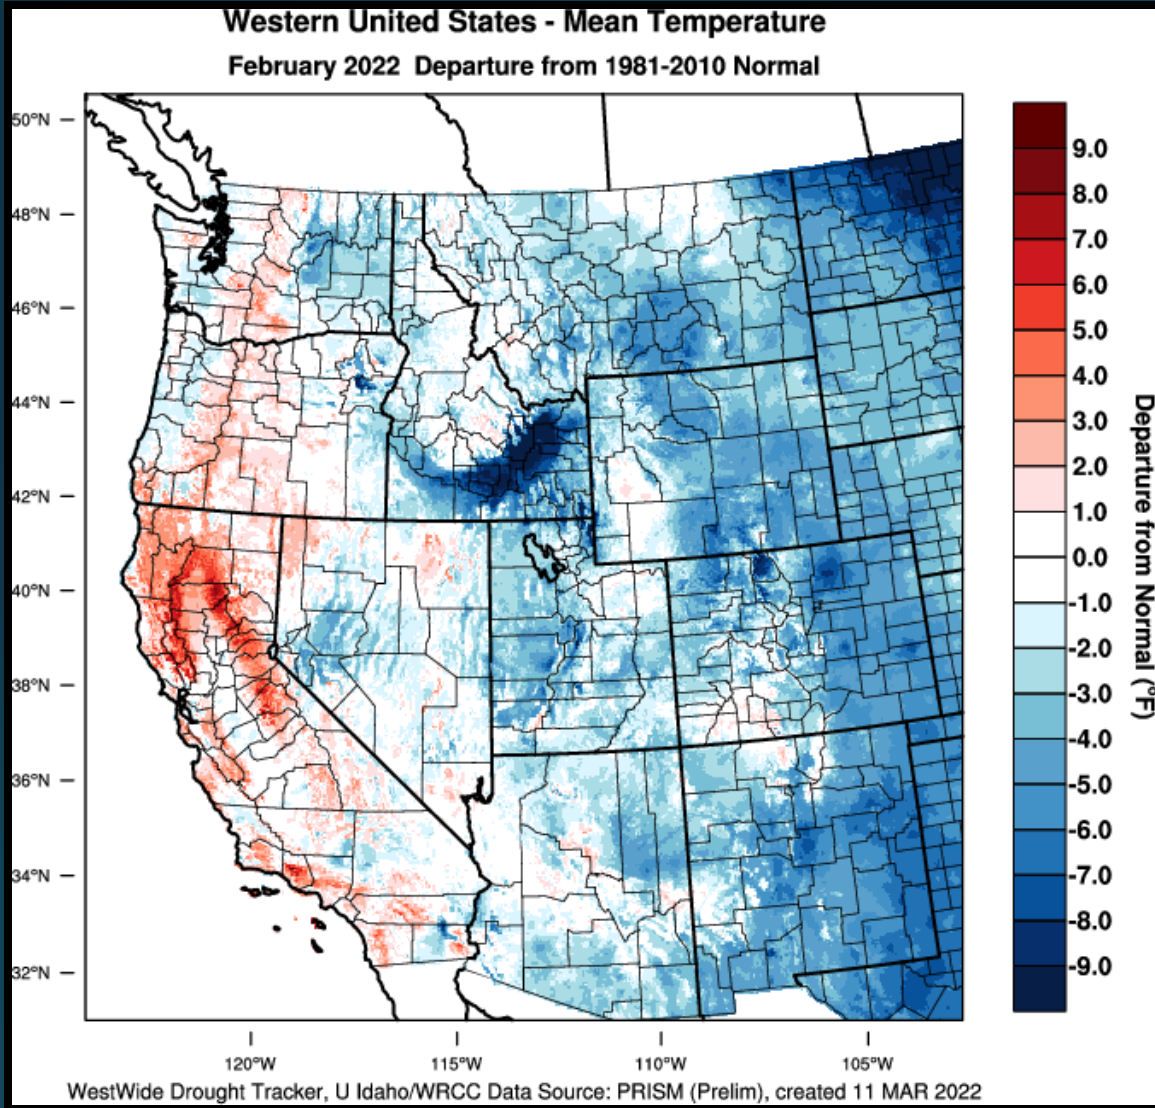 Western United States - Mean Temperature
February 2022 Departure from 1981-2010 Normal
50°N
48°N
46°N
44°N
42°N
40°N
38°N
36°N
34°N
32°N
120°W
115°W
110°W
105°W
9.0
8.0
7.0
6.0
5.0
4.0
3.0
2.0
1.0
0.0
-1.0
-2.0
-3.0
-4.0
-5.0
-6.0
-7.0
-8.0
-9.0
Departure from Normal (°F)
WestWide Drought Tracker, U Idaho/WRCC Data Source: PRISM (Prelim), created 11 MAR 2022